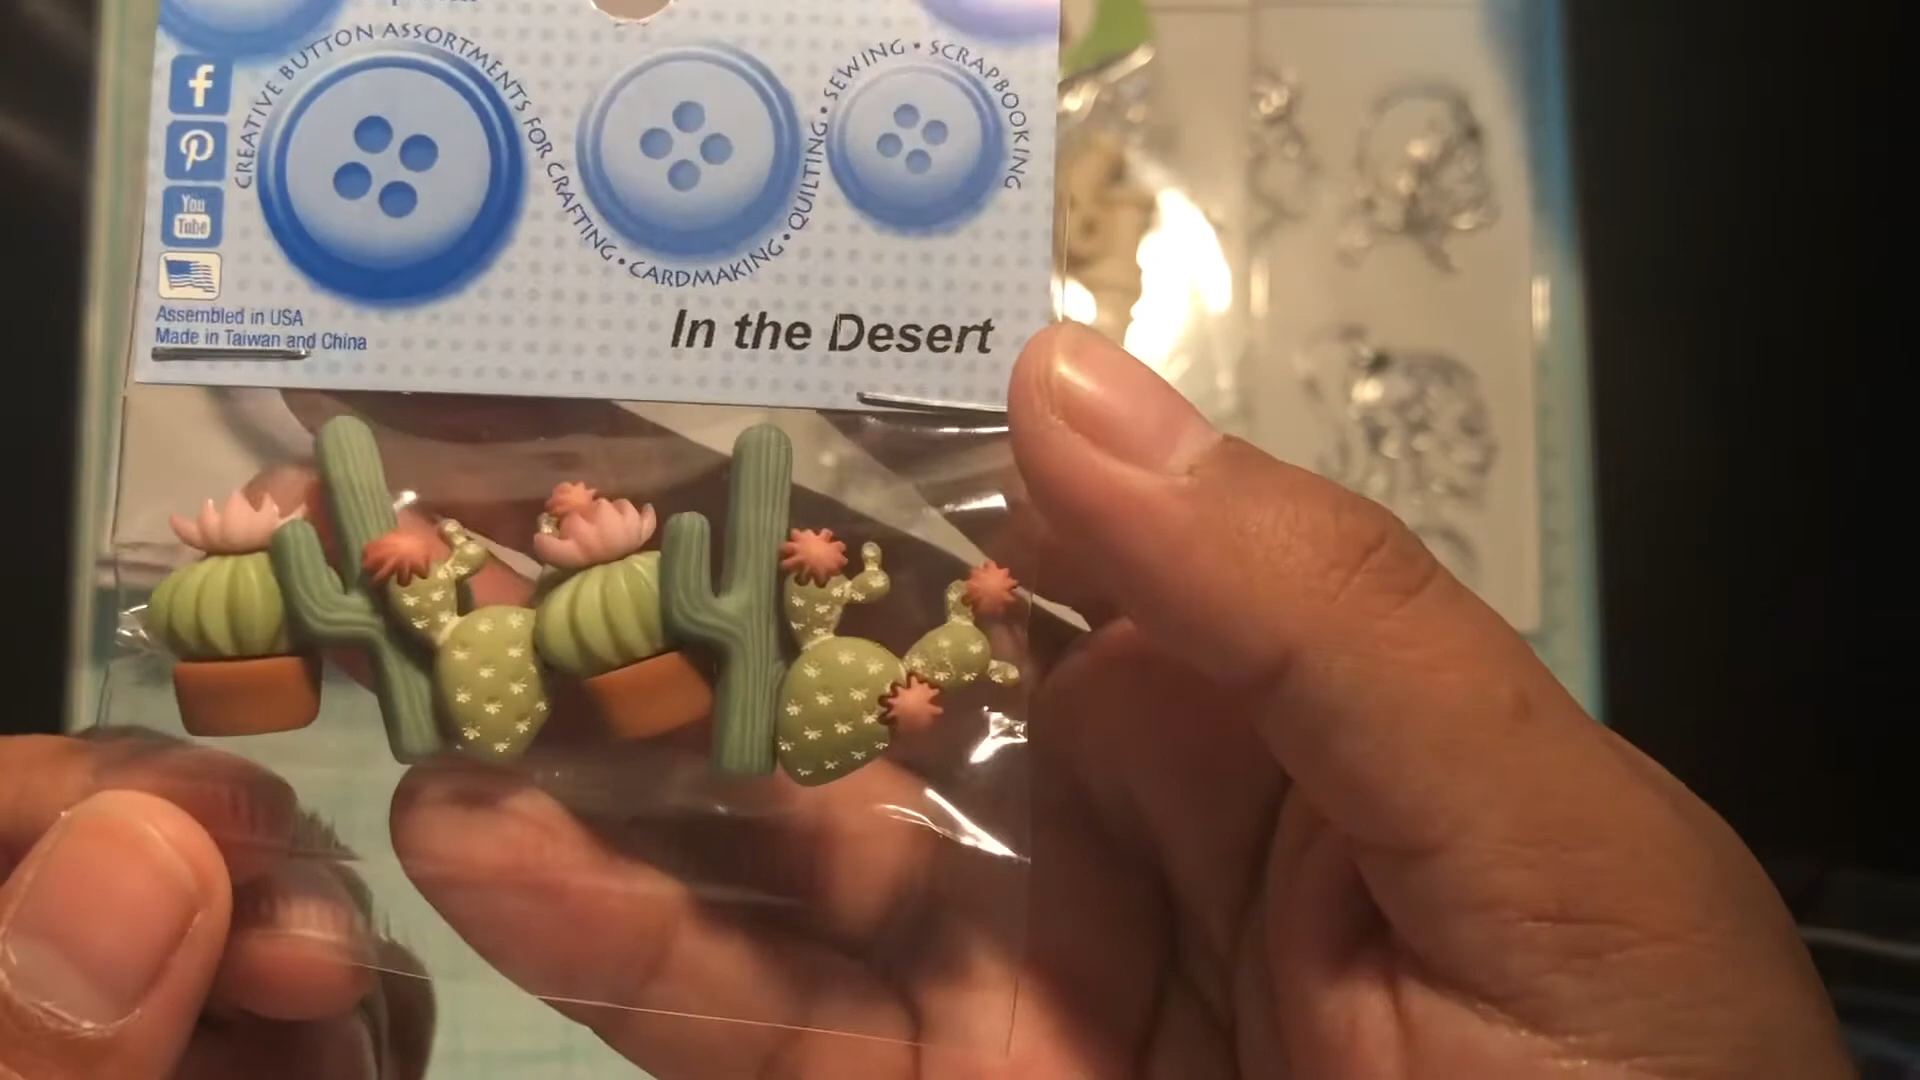 CREATIVE BUTTON ASSORTMENTS FOR CRAFTING • CARDMAKING • QUILTING • SEWING • SCRAPBOOKING
f
P
You
Tube
Assembled in USA
Made in Taiwan and China
In the Desert